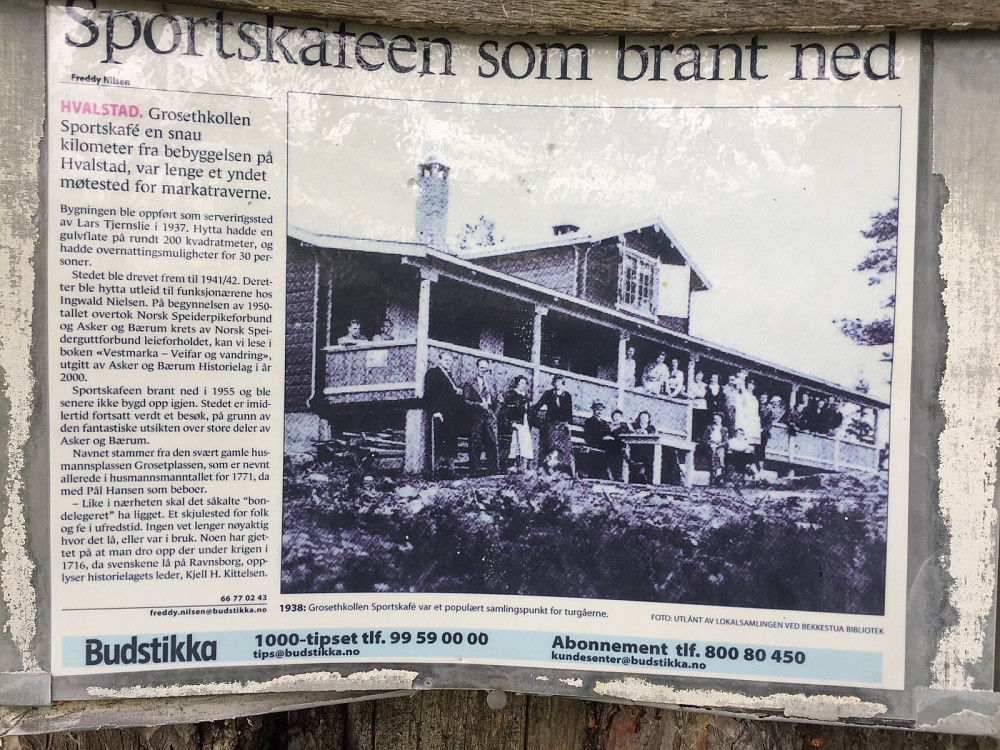 Sportskafeen som brant ned
Freddy Nilsen
HVALSTAD. Grosethkollen
Sportskafé en snau
kilometer fra bebyggelsen på
Hvalstad, var lenge et yndet
møtested for markatraverne.
Bygningen ble oppført som serveringssted
av Lars Tjernslie i 1937. Hytta hadde en
gulvflate på rundt 200 kvadratmeter, og
hadde overnattingsmuligheter for 30 per-
soner.
Stedet ble drevet frem til 1941/42. Deret-
ter ble hytta utleid til funksjonærene hos
Ingwald Nielsen. På begynnelsen av 1950-
tallet overtok Norsk Speiderpikeforbund
og Asker og Bærum krets av Norsk Spei-
derguttforbund leieforholdet, kan vi lese i
boken «Vestmarka – Veifar og vandring»,
utgitt av Asker og Bærum Historielag i år
2000.
Sportskafeen brant ned i 1955 og ble
senere ikke bygd opp igjen. Stedet er imid-
lertid fortsatt verdt et besøk, på grunn av
den fantastiske utsikten over store deler av
Asker og Bærum.
Navnet stammer fra den svært gamle hus-
mannsplassen Grosetplassen, som er nevnt
allerede i husmannsmanntallet for 1771, da
med Pål Hansen som beboer.
– Like i nærheten skal det såkalte "bon-
delegeret" ha ligget. Et skjulested for folk
og fe i ufredstid. Ingen vet lenger nøyaktig
hvor det lå, eller var i bruk. Noen har gjet-
tet på at man dro opp der under krigen i
1716, da svenskene lå på Ravnsborg, opp-
lyser historielagets leder, Kjell H. Kittelsen.
66 77 02 43
freddy.nilsen@budstikka.no
1938: Grosethkollen Sportskafé var et populært samlingspunkt for turgåerne.
FOTO: UTLÅNT AV LOKALSAMLINGEN VED BEKKESTUA BIBLIOTEK
Budstikka
1000-tipset tlf. 99 59 00 00
tips@budstikka.no
Abonnement tlf. 800 80 450
kundesenter@budstikka.no